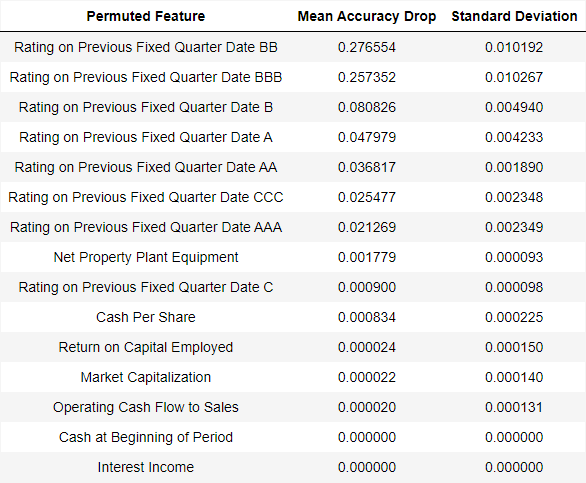 Permuted Feature Mean Accuracy Drop Standard Deviation
Rating on Previous Fixed Quarter Date BB 0.276554 0.010192
Rating on Previous Fixed Quarter Date BBB 0.257352 0.010267
Rating on Previous Fixed Quarter Date B 0.080826 0.004940
Rating on Previous Fixed Quarter Date A 0.047979 0.004233
Rating on Previous Fixed Quarter Date AA 0.036817 0.001890
Rating on Previous Fixed Quarter Date CCC 0.025477 0.002348
Rating on Previous Fixed Quarter Date AAA 0.021269 0.002349
Net Property Plant Equipment 0.001779 0.000093
Rating on Previous Fixed Quarter Date C 0.000900 0.000098
Cash Per Share 0.000834 0.000225
Return on Capital Employed 0.000024 0.000150
Market Capitalization 0.000022 0.000140
Operating Cash Flow to Sales 0.000020 0.000131
Cash at Beginning of Period 0.000000 0.000000
Interest Income 0.000000 0.000000